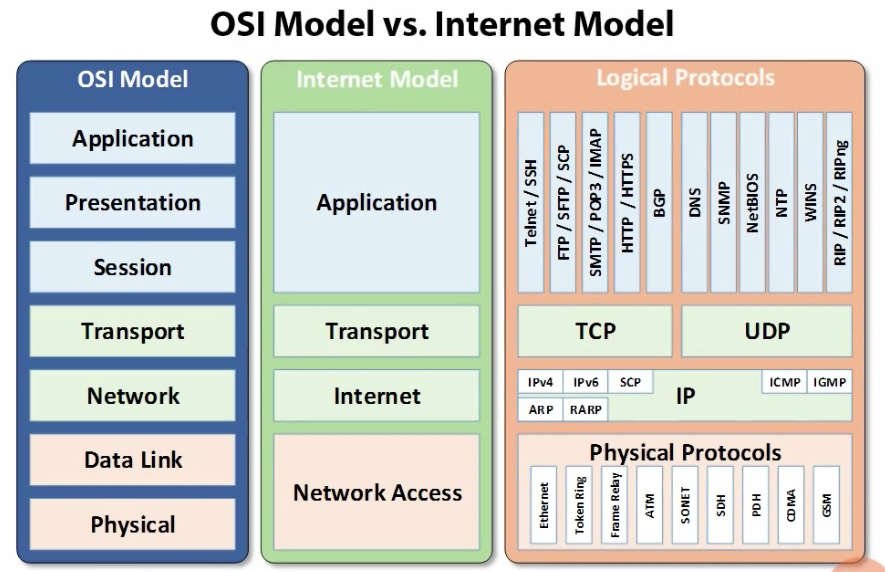 OSI Model vs. Internet Model
OSI Model
Application
Presentation
Session
Transport
Network
Data Link
Physical
Internet Model
Application
Transport
Internet
Network Access
Logical Protocols
Telnet / SSH
FTP / SFTP / SCP
SMTP / POP3 / IMAP
HTTP / HTTPS
BGP
DNS
SNMP
NetBIOS
NTP
WINS
RIP / RIP2 / RIPng
TCP
UDP
IPv4
IPv6
SCP
IP
ICMP
IGMP
ARP
RARP
Physical Protocols
Ethernet
Token Ring
Frame Relay
ATM
SONET
SDH
PDH
CDMA
GSM